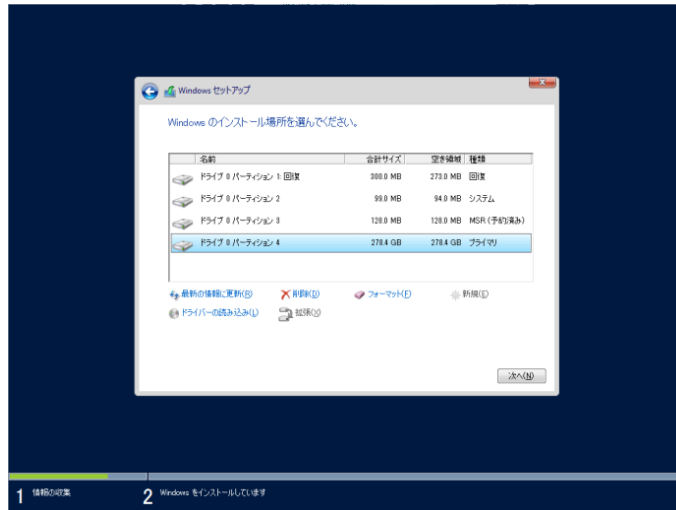 Windows セットアップ
Windows のインストール場所を選んでください。
名前 合計サイズ 空き領域 種類
ドライブ 0 パーティション 1: 回復 300.0 MB 273.0 MB 回復
ドライブ 0 パーティション 2 99.0 MB 94.0 MB システム
ドライブ 0 パーティション 3 128.0 MB 128.0 MB MSR (予約済み)
ドライブ 0 パーティション 4 278.4 GB 278.4 GB プライマリ
最新の情報に更新(R) 削除(D) フォーマット(F) 新規(E)
ドライバーの読み込み(L) 拡張(X)
次へ(N)
1 情報の収集 2 Windows をインストールしています